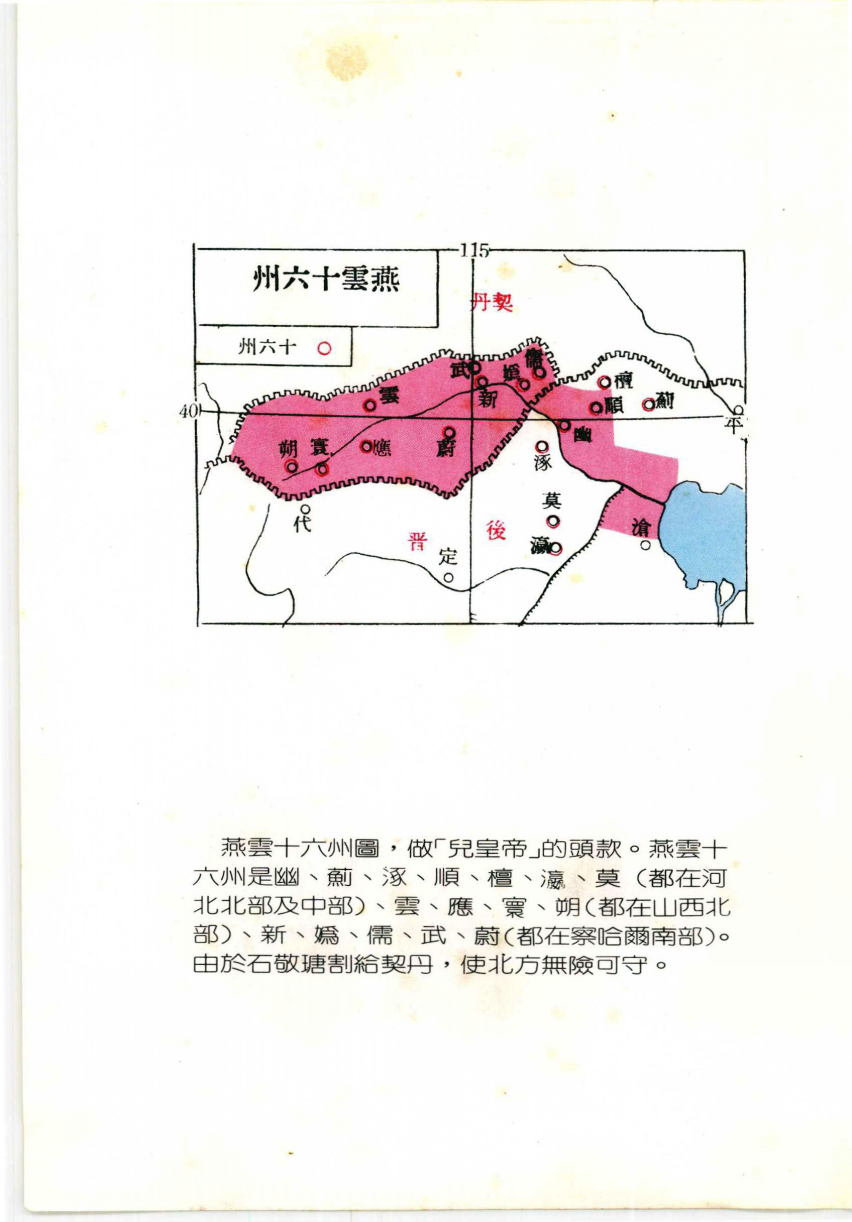 115
燕雲十六州
十六州
契丹
儒
武
嬀
檀
新
雲
順
薊
40
平
幽
蔚
應
寰
朔
涿
莫
代
滄
後
晋
瀛
定
燕雲十六州圖，做「兒皇帝」的頭款。燕雲十
六州是幽、薊、涿、順、檀、瀛、莫（都在河
北北部及中部）、雲、應、寰、朔（都在山西北
部）、新、嬀、儒、武、蔚（都在察哈爾南部）。
由於石敬瑭割給契丹，使北方無險可守。